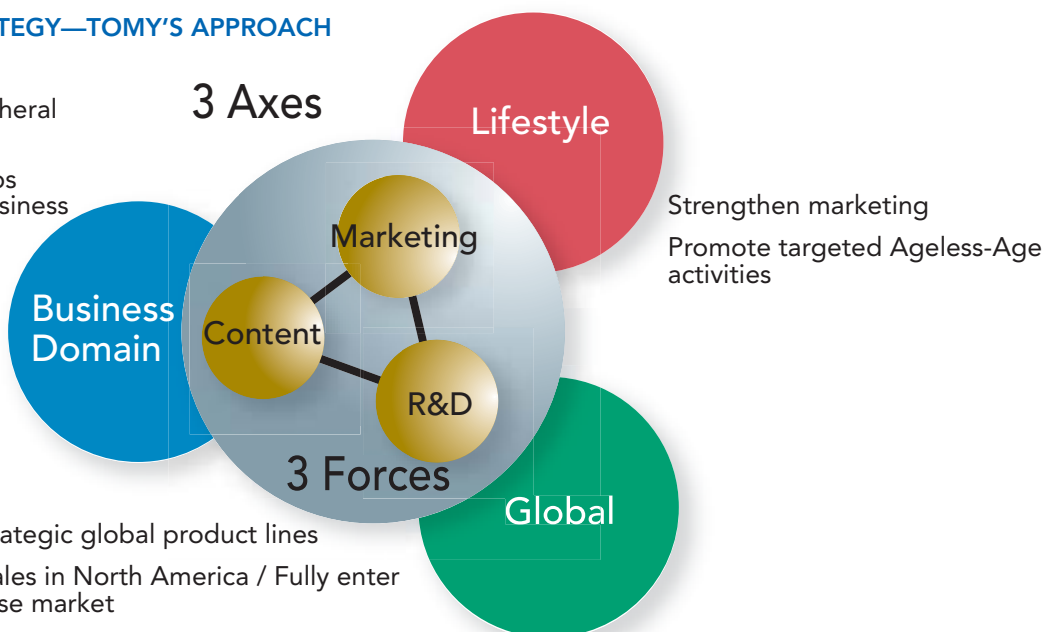 TEGY—TOMY'S APPROACH
3 Axes
Lifestyle
heral
os
siness
Strengthen marketing
Promote targeted Ageless-Age
activities
Marketing
Business
Domain
Content
R&D
3 Forces
Global
rategic global product lines
ales in North America / Fully enter
se market